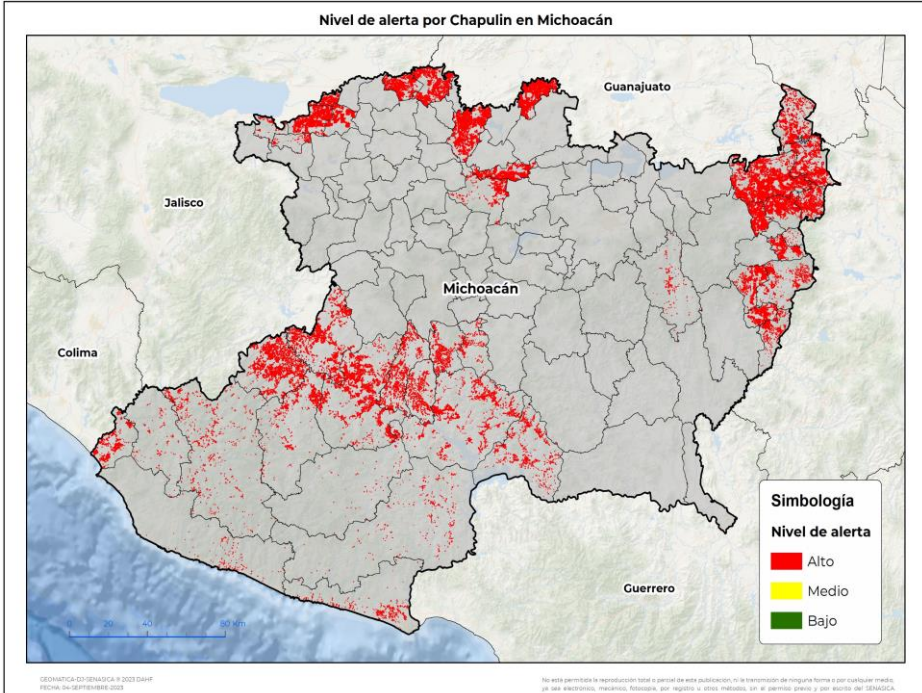 Nivel de alerta por Chapulin en Michoacán
Guanajuato
Jalisco
Michoacán
Colima
Guerrero
Simbología
Nivel de alerta
Alto
Medio
Bajo
0 20 40 80 km
GEOMATICA-DJ-SENASICA ® 2023 DAHF
FECHA: 04-SEPTIEMBRE-2023
No está permitida la reproducción total o parcial de esta publicación, ni la transmisión de ninguna forma o por cualquier medio,
ya sea electrónico, mecánico, fotocopia, por registro u otros métodos, sin el permiso previo y por escrito del SENASICA.